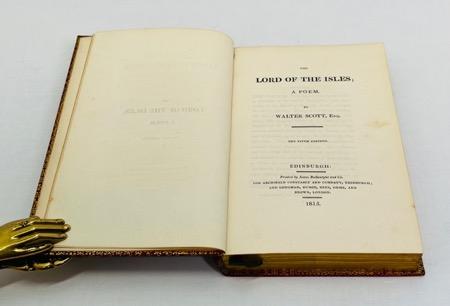 THE
LORD OF THE ISLES;
A POEM.
BY
WALTER SCOTT, Esq.
THE FIFTH EDITION.
EDINBURGH:
Printed by James Ballantyne and Co.
FOR ARCHIBALD CONSTABLE AND COMPANY, EDINBURGH;
AND LONGMAN, HURST, REES, ORME, AND
BROWN, LONDON.
1815.